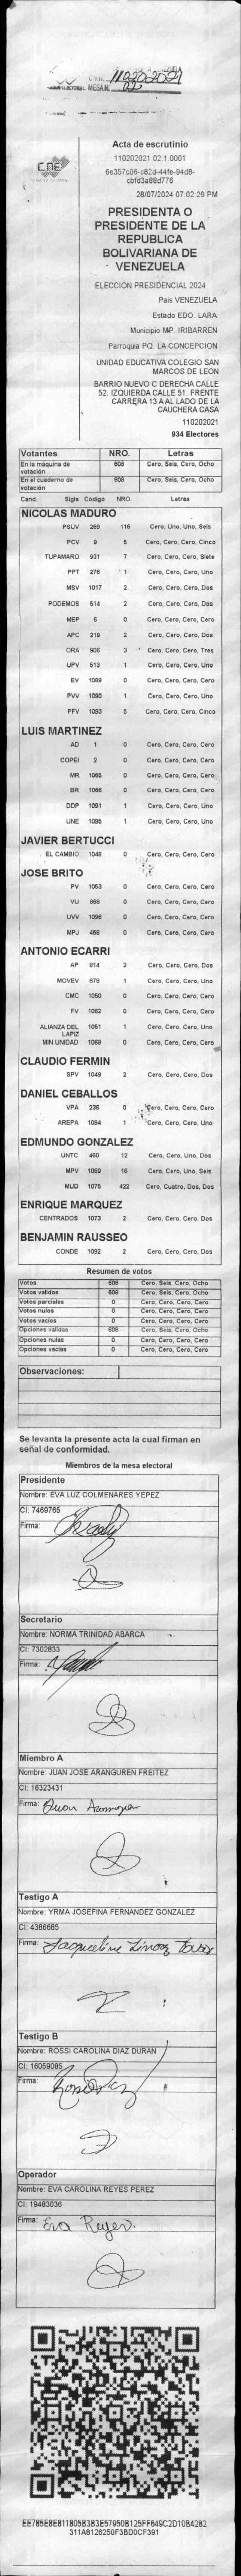 110202021
MESA N.
CNE
Acta de escrutinio
110202021 02.1.0001
28/07/2024 07:02:29 PM
PRESIDENTA O
PRESIDENTE DE LA
REPUBLICA
BOLIVARIANA DE
VENEZUELA
ELECCIÓN PRESIDENCIAL 2024
Pais VENEZUELA
Estado EDO. LARA
Municipio MP. IRIBARREN
Parroquia PQ. LA CONCEPCION
UNIDAD EDUCATIVA COLEGIO SAN
MARCOS DE LEON
BARRIO NUEVO C DERECHA CALLE
52. IZQUIERDA CALLE 51. FRENTE
CARRERA 13 A AL LADO DE LA
CAUCHERA CASA
110202021
934 Electores
Votantes NRO. Letras
En la máquina de votación 608 Cero, Seis, Cero, Ocho
En el cuaderno de votación 608 Cero, Seis, Cero, Ocho
Cand. Sigla Código NRO. Letras
NICOLAS MADURO
PSUV 269 116 Cero, Uno, Uno, Seis
PCV 9 5 Cero, Cero, Cero, Cinco
TUPAMARO 931 7 Cero, Cero, Cero, Siete
PPT 276 1 Cero, Cero, Cero, Uno
MSV 1017 2 Cero, Cero, Cero, Dos
PODEMOS 514 2 Cero, Cero, Cero, Dos
MEP 6 0 Cero, Cero, Cero, Cero
APC 219 2 Cero, Cero, Cero, Dos
ORA 906 3 Cero, Cero, Cero, Tres
UPV 513 1 Cero, Cero, Cero, Uno
EV 1099 0 Cero, Cero, Cero, Cero
PVV 1090 1 Cero, Cero, Cero, Uno
PFV 1093 5 Cero, Cero, Cero, Cinco
LUIS MARTINEZ
AD 1 0 Cero, Cero, Cero, Cero
COPEI 2 0 Cero, Cero, Cero, Cero
MR 1065 0 Cero, Cero, Cero, Cero
BR 1066 0 Cero, Cero, Cero, Cero
DDP 1091 1 Cero, Cero, Cero, Uno
UNE 1095 1 Cero, Cero, Cero, Uno
JAVIER BERTUCCI
EL CAMBIO 1048 0 Cero, Cero, Cero, Cero
JOSE BRITO
PV 1053 0 Cero, Cero, Cero, Cero
VU 968 0 Cero, Cero, Cero, Cero
UVV 1096 0 Cero, Cero, Cero, Cero
MPJ 458 0 Cero, Cero, Cero, Cero
ANTONIO ECARRI
AP 814 2 Cero, Cero, Cero, Dos
MOVEV 878 1 Cero, Cero, Cero, Uno
CMC 1050 0 Cero, Cero, Cero, Cero
FV 1062 0 Cero, Cero, Cero, Cero
ALIANZA DEL LAPIZ 1051 1 Cero, Cero, Cero, Uno
MIN UNIDAD 1068 0 Cero, Cero, Cero, Cero
CLAUDIO FERMIN
SPV 1049 2 Cero, Cero, Cero, Dos
DANIEL CEBALLOS
VPA 236 0 Cero, Cero, Cero, Cero
AREPA 1094 1 Cero, Cero, Cero, Uno
EDMUNDO GONZALEZ
UNTC 460 12 Cero, Cero, Uno, Dos
MPV 1069 16 Cero, Cero, Uno, Seis
MUD 1075 422 Cero, Cuatro, Dos, Dos
ENRIQUE MARQUEZ
CENTRADOS 1073 2 Cero, Cero, Cero, Dos
BENJAMIN RAUSSEO
CONDE 1092 2 Cero, Cero, Cero, Dos
Resumen de votos
Votos 608 Cero, Seis, Cero, Ocho
Votos validos 608 Cero, Seis, Cero, Ocho
Votos parciales 0 Cero, Cero, Cero, Cero
Votos nulos 0 Cero, Cero, Cero, Cero
Votos vacios 0 Cero, Cero, Cero, Cero
Opciones validas 608 Cero, Seis, Cero, Ocho
Opciones nulas 0 Cero, Cero, Cero, Cero
Opciones vacias 0 Cero, Cero, Cero, Cero
Observaciones:
Se levanta la presente acta la cual firman en
señal de conformidad.
Miembros de la mesa electoral
Presidente
Nombre: EVA LUZ COLMENARES YEPEZ
CI: 7469765
Firma:
Secretario
Nombre: NORMA TRINIDAD ABARCA
CI: 7302833
Firma:
Miembro A
Nombre: JUAN JOSE ARANGUREN FREITEZ
CI: 16323431
Firma: Juan Aranguren
Testigo A
Nombre: YRMA JOSEFINA FERNANDEZ GONZALEZ
CI: 4386685
Firma: Jacqueline
Testigo B
Nombre: ROSSI CAROLINA DIAZ DURAN
CI: 16059085
Firma:
Operador
Nombre: EVA CAROLINA REYES PEREZ
CI: 19483036
Firma: Eva Reyes.
EE785E8E811805B3B3E57950B125FF649C2D10B4282
311A8126250F3BD0CF391